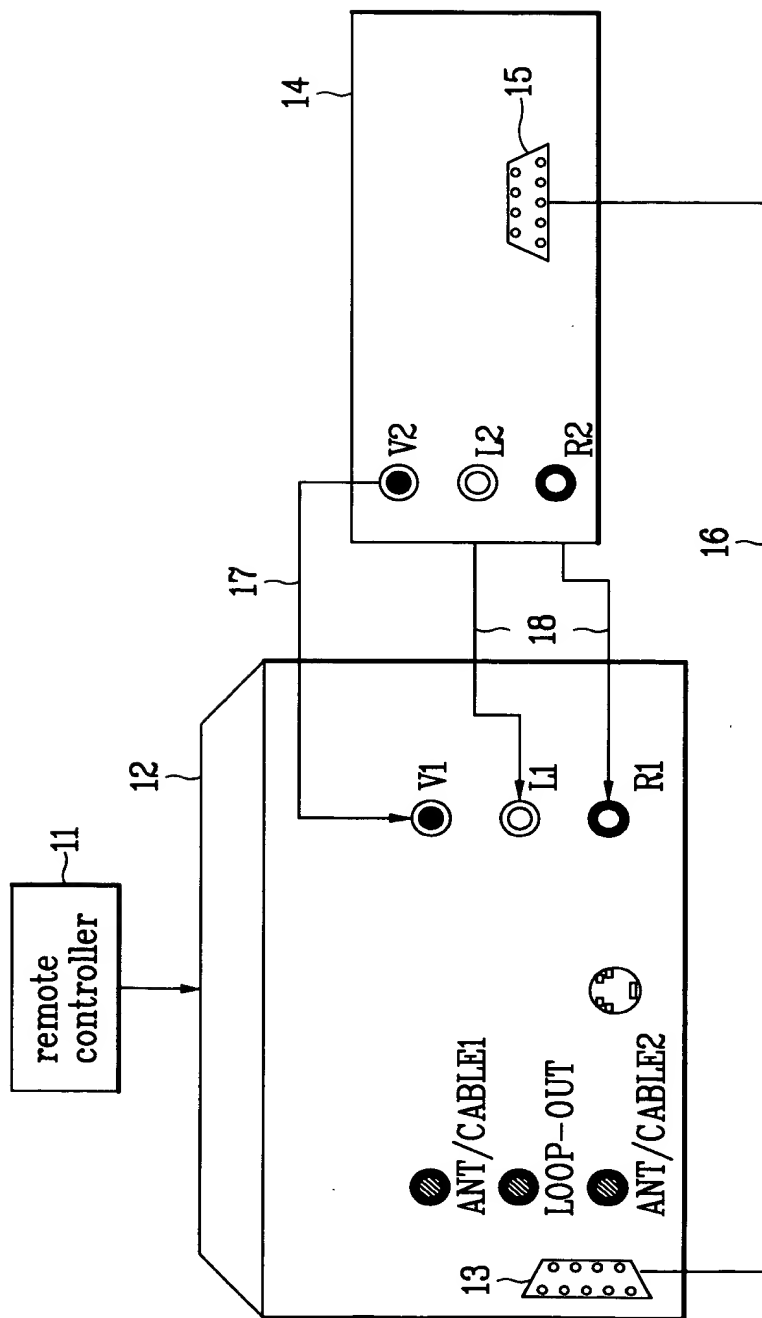 11
remote
controller
12
17
14
V2
L2
R2
15
18
V1
L1
R1
ANT/CABLE1
LOOP-OUT
ANT/CABLE2
13
16